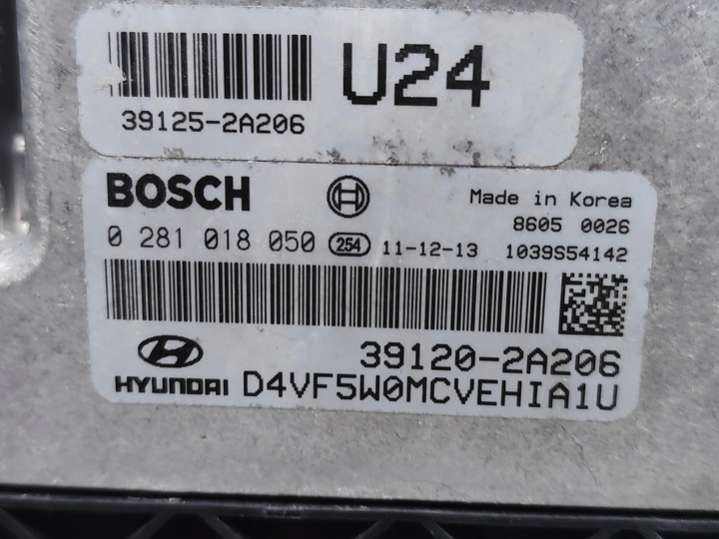 U24
39125-2A206
BOSCH
Made in Korea
8605 0026
0 281 018 050 254 11-12-13 1039S54142
39120-2A206
HYUNDAI D4VF5W0MCVEHIA1U